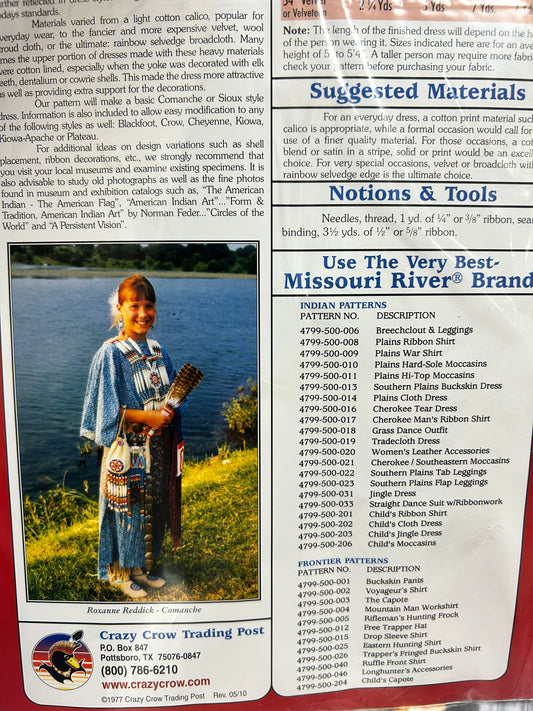 days standards.
Materials varied from a light cotton calico, popular for
everyday wear, to the fancier and more expensive velvet, wool
broud cloth, or the ultimate: rainbow selvedge broadcloth. Many
times the upper portion of dresses made with these heavy materials
were cotton lined, especially when the yoke was decorated with elk
teeth, dentalium or cowrie shells. This made the dress more attractive
as well as providing extra support for the decorations.
Our pattern will make a basic Comanche or Sioux style
dress. Information is also included to allow easy modification to any
of the following styles as well: Blackfoot, Crow, Cheyenne, Kiowa,
Kiowa-Apache or Plateau.
For additional ideas on design variations such as shell
placement, ribbon decorations, etc., we strongly recommend that
you visit your local museums and examine existing specimens. It is
also advisable to study old photographs as well as the fine photos
found in museum and exhibition catalogs such as, "The American
Indian - The American Flag", "American Indian Art"..."Form &
Tradition, American Indian Art" by Norman Feder..."Circles of the
World" and "A Persistent Vision".
Roxanne Reddick - Comanche
Crazy Crow Trading Post
P.O. Box 847
Pottsboro, TX 75076-0847
(800) 786-6210
www.crazycrow.com
©1977 Crazy Crow Trading Post Rev. 05/10
54" Velvet
or Velveteen 2 ¼ Yds. 5 Yds. 7 Yds.
Note: The length of the finished dress will depend on the
of the person wearing it. Sizes indicated here are for an
height of 5' to 5'4". A taller person may require more
check your pattern before purchasing your fabric.
Suggested Materials
For an everyday dress, a cotton print material such
calico is appropriate, while a formal occasion would call for
use of a finer quality material. For those occasions, a
blend or satin in a stripe, solid or print would be an
choice. For very special occasions, velvet or broadcloth
rainbow selvedge edge is the ultimate choice.
Notions & Tools
Needles, thread, 1 yd. of ¼" or 3/8" ribbon,
binding, 3½ yds. of ½" or 5/8" ribbon.
Use The Very Best-
Missouri River® Brand
INDIAN PATTERNS
PATTERN NO. DESCRIPTION
4799-500-006 Breechclout & Leggings
4799-500-008 Plains Ribbon Shirt
4799-500-009 Plains War Shirt
4799-500-010 Plains Hard-Sole Moccasins
4799-500-011 Plains Hi-Top Moccasins
4799-500-013 Southern Plains Buckskin Dress
4799-500-014 Plains Cloth Dress
4799-500-016 Cherokee Tear Dress
4799-500-017 Cherokee Man's Ribbon Shirt
4799-500-018 Grass Dance Outfit
4799-500-019 Tradecloth Dress
4799-500-020 Women's Leather Accessories
4799-500-021 Cherokee / Southeastern Moccasins
4799-500-022 Southern Plains Tab Leggings
4799-500-023 Southern Plains Flap Leggings
4799-500-031 Jingle Dress
4799-500-033 Straight Dance Suit w/Ribbonwork
4799-500-201 Child's Ribbon Shirt
4799-500-202 Child's Cloth Dress
4799-500-203 Child's Jingle Dress
4799-500-206 Child's Moccasins
FRONTIER PATTERNS
PATTERN NO. DESCRIPTION
4799-500-001 Buckskin Pants
4799-500-002 Voyageur's Shirt
4799-500-003 The Capote
4799-500-004 Mountain Man Workshirt
4799-500-005 Rifleman's Hunting Frock
4799-500-012 Free Trapper Hat
4799-500-015 Drop Sleeve Shirt
4799-500-025 Eastern Hunting Shirt
4799-500-026 Trapper's Fringed Buckskin Shirt
4799-500-040 Ruffle Front Shirt
4799-500-046 Longhunter's Accessories
4799-500-204 Child's Capote